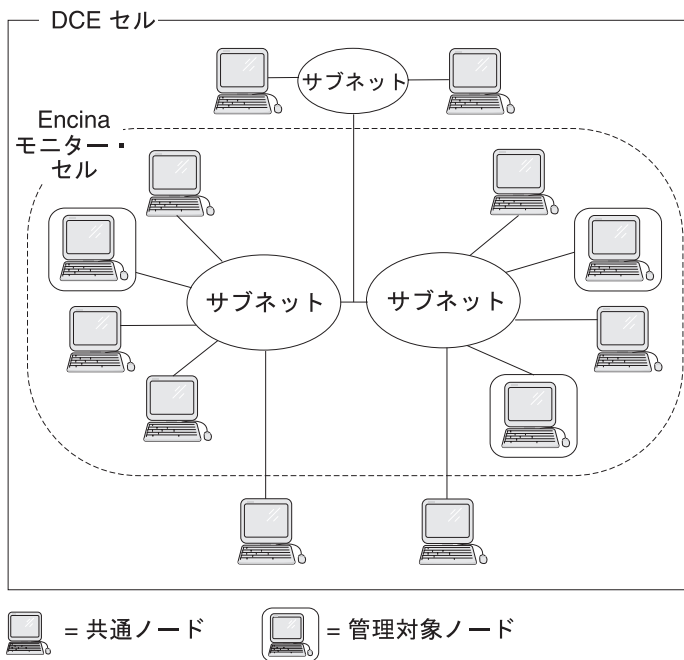 DCE セル
サブネット
Encina
モニター・
セル
サブネット
サブネット
= 共通ノード
= 管理対象ノード